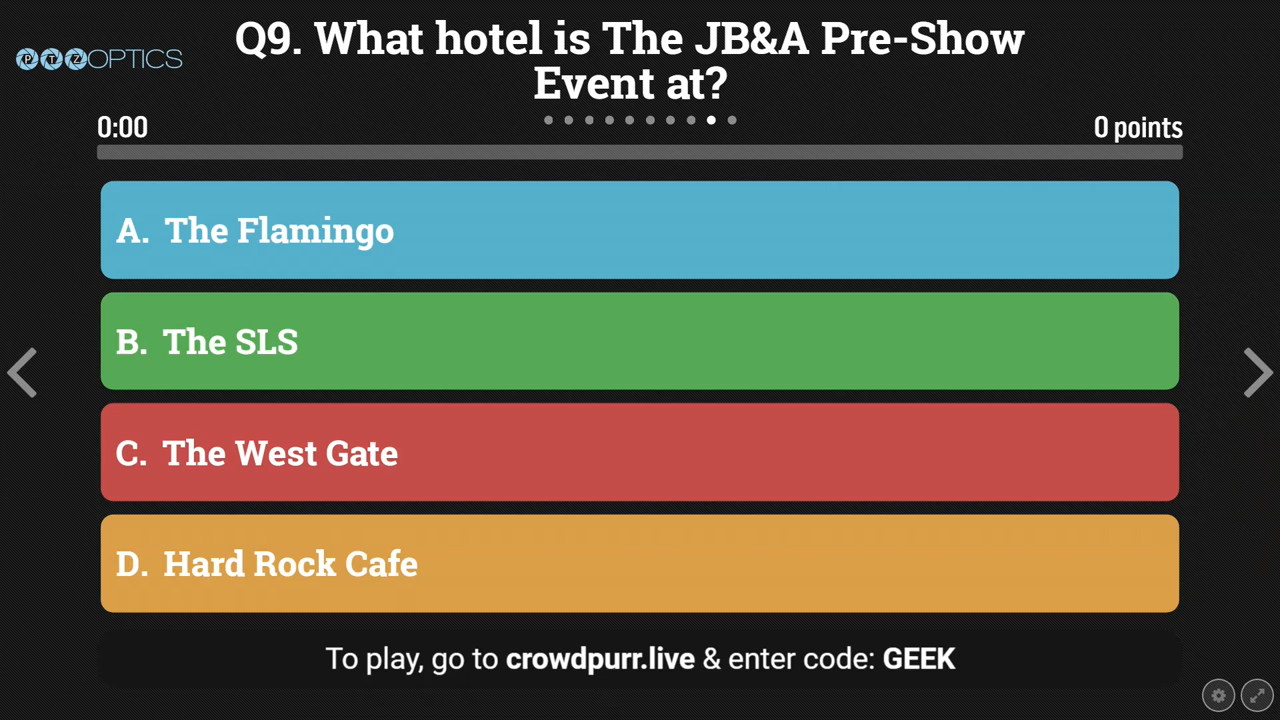 PTZOPTICS
Q9. What hotel is The JB&A Pre-Show
Event at?
0:00
0 points
A. The Flamingo
B. The SLS
C. The West Gate
D. Hard Rock Cafe
To play, go to crowdpurr.live & enter code: GEEK